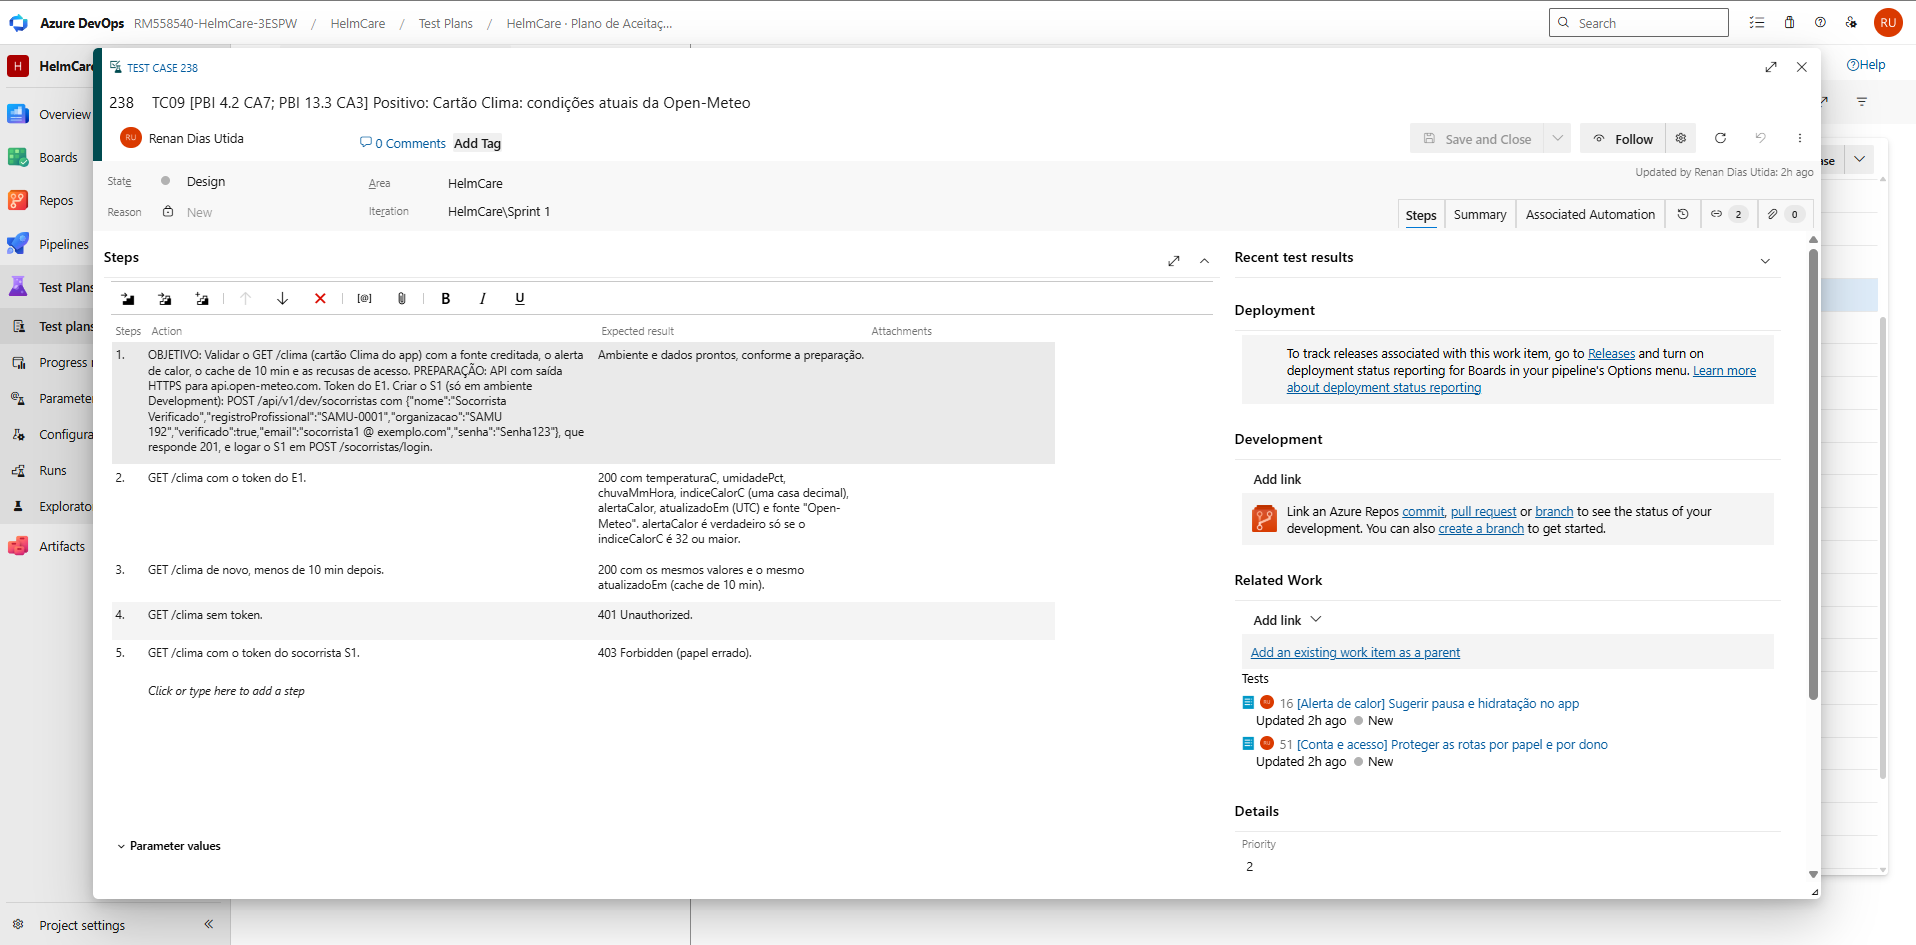 Azure DevOps RM558540-HelmCare-3ESPW / HelmCare / Test Plans / HelmCare · Plano de Aceitaç... Search RU
H HelmCare
Help
Overview
Boards
Repos
Pipelines
Test Plans
Test plans
Progress r
Parameter
Configura
Runs
Explorato
Artifacts
Project settings
TEST CASE 238
238 TC09 [PBI 4.2 CA7; PBI 13.3 CA3] Positivo: Cartão Clima: condições atuais da Open-Meteo
RU Renan Dias Utida 0 Comments Add Tag
Save and Close Follow
ase
Updated by Renan Dias Utida: 2h ago
State Design Area HelmCare
Reason New Iteration HelmCare\Sprint 1
Steps Summary Associated Automation 2 0
Steps
B I U
Steps Action Expected result Attachments
1. OBJETIVO: Validar o GET /clima (cartão Clima do app) com a fonte creditada, o alerta
de calor, o cache de 10 min e as recusas de acesso. PREPARAÇÃO: API com saída
HTTPS para api.open-meteo.com. Token do E1. Criar o S1 (só em ambiente
Development): POST /api/v1/dev/socorristas com {"nome":"Socorrista
Verificado","registroProfissional":"SAMU-0001","organizacao":"SAMU
192","verificado":true,"email":"socorrista1 @ exemplo.com","senha":"Senha123"}, que
responde 201, e logar o S1 em POST /socorristas/login.
Ambiente e dados prontos, conforme a preparação.
2. GET /clima com o token do E1.
200 com temperaturaC, umidadePct,
chuvaMmHora, indiceCalorC (uma casa decimal),
alertaCalor, atualizadoEm (UTC) e fonte "Open-
Meteo". alertaCalor é verdadeiro só se o
indiceCalorC é 32 ou maior.
3. GET /clima de novo, menos de 10 min depois.
200 com os mesmos valores e o mesmo
atualizadoEm (cache de 10 min).
4. GET /clima sem token.
401 Unauthorized.
5. GET /clima com o token do socorrista S1.
403 Forbidden (papel errado).
Click or type here to add a step
Parameter values
Recent test results
Deployment
To track releases associated with this work item, go to Releases and turn on
deployment status reporting for Boards in your pipeline's Options menu. Learn more
about deployment status reporting
Development
Add link
Link an Azure Repos commit, pull request or branch to see the status of your
development. You can also create a branch to get started.
Related Work
Add link
Add an existing work item as a parent
Tests
16 [Alerta de calor] Sugerir pausa e hidratação no app
Updated 2h ago New
51 [Conta e acesso] Proteger as rotas por papel e por dono
Updated 2h ago New
Details
Priority
2